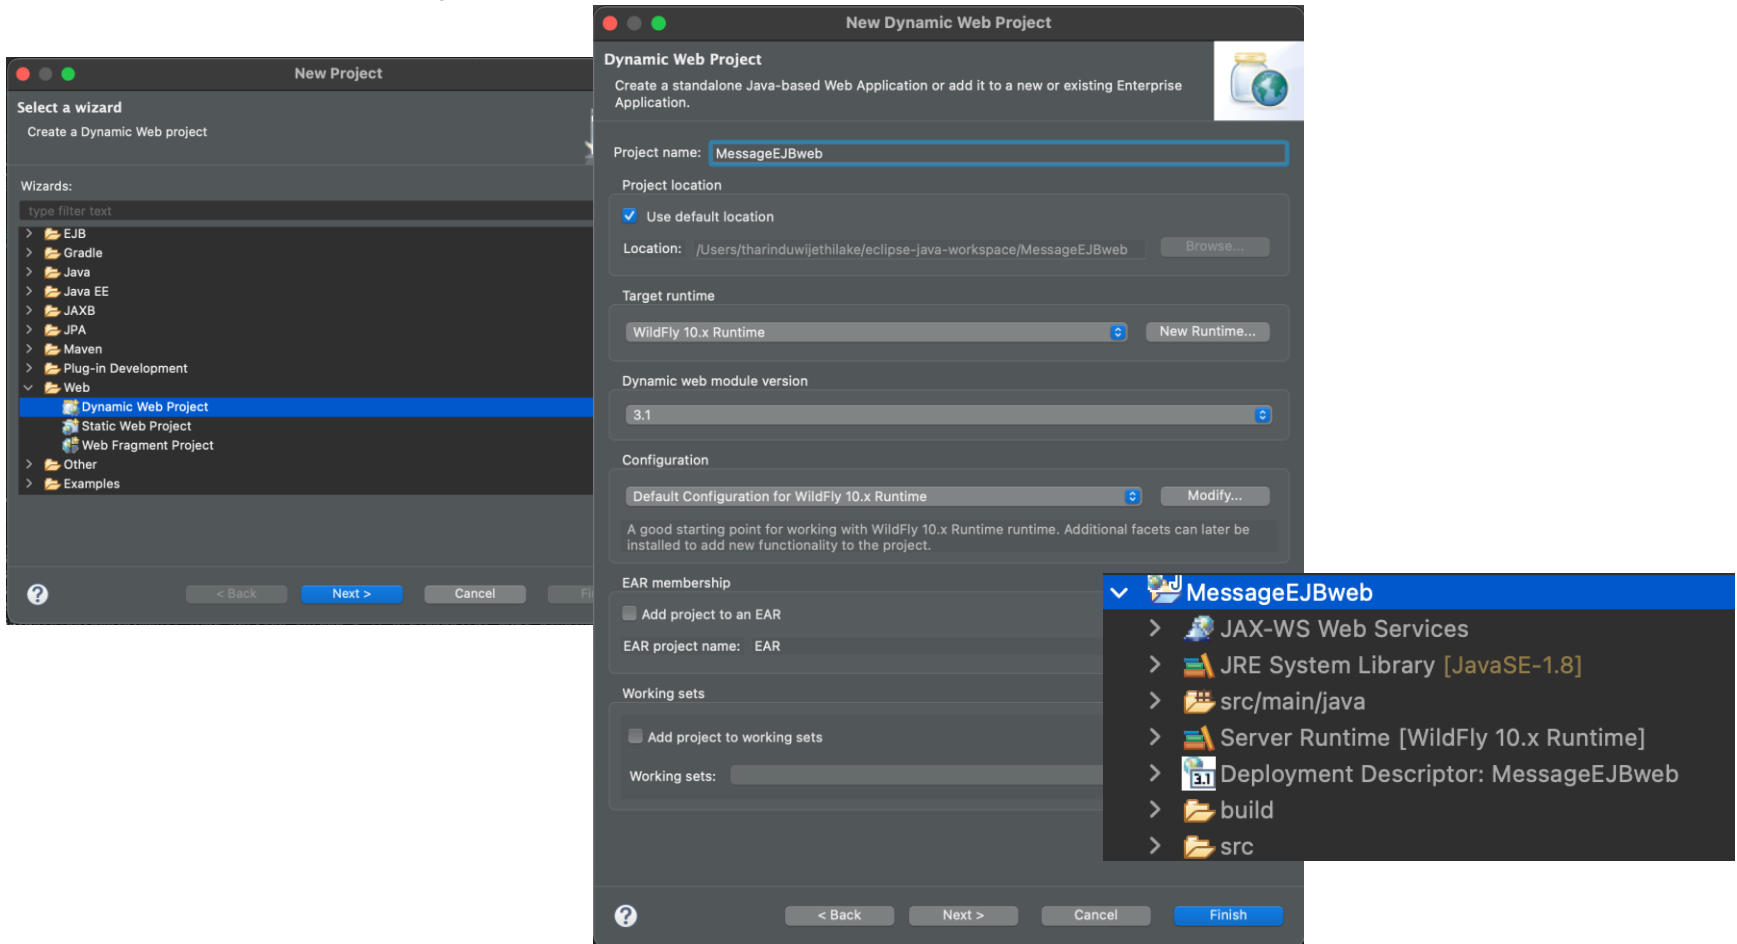 New Project
Select a wizard
Create a Dynamic Web project
Wizards:
type filter text
EJB
Gradle
Java
Java EE
JAXB
JPA
Maven
Plug-in Development
Web
Dynamic Web Project
Static Web Project
Web Fragment Project
Other
Examples
?
< Back
Next >
Cancel
New Dynamic Web Project
Dynamic Web Project
Create a standalone Java-based Web Application or add it to a new or existing Enterprise
Application.
Project name: MessageEJBweb
Project location
Use default location
Location: /Users/tharinduwijethilake/eclipse-java-workspace/MessageEJBweb Browse...
Target runtime
WildFly 10.x Runtime New Runtime...
Dynamic web module version
3.1
Configuration
Default Configuration for WildFly 10.x Runtime Modify...
A good starting point for working with WildFly 10.x Runtime runtime. Additional facets can later be
installed to add new functionality to the project.
EAR membership
Add project to an EAR
EAR project name: EAR
Working sets
Add project to working sets
Working sets:
?
< Back
Next >
Cancel
Finish
MessageEJBweb
JAX-WS Web Services
JRE System Library [JavaSE-1.8]
src/main/java
Server Runtime [WildFly 10.x Runtime]
3.1 Deployment Descriptor: MessageEJBweb
build
src